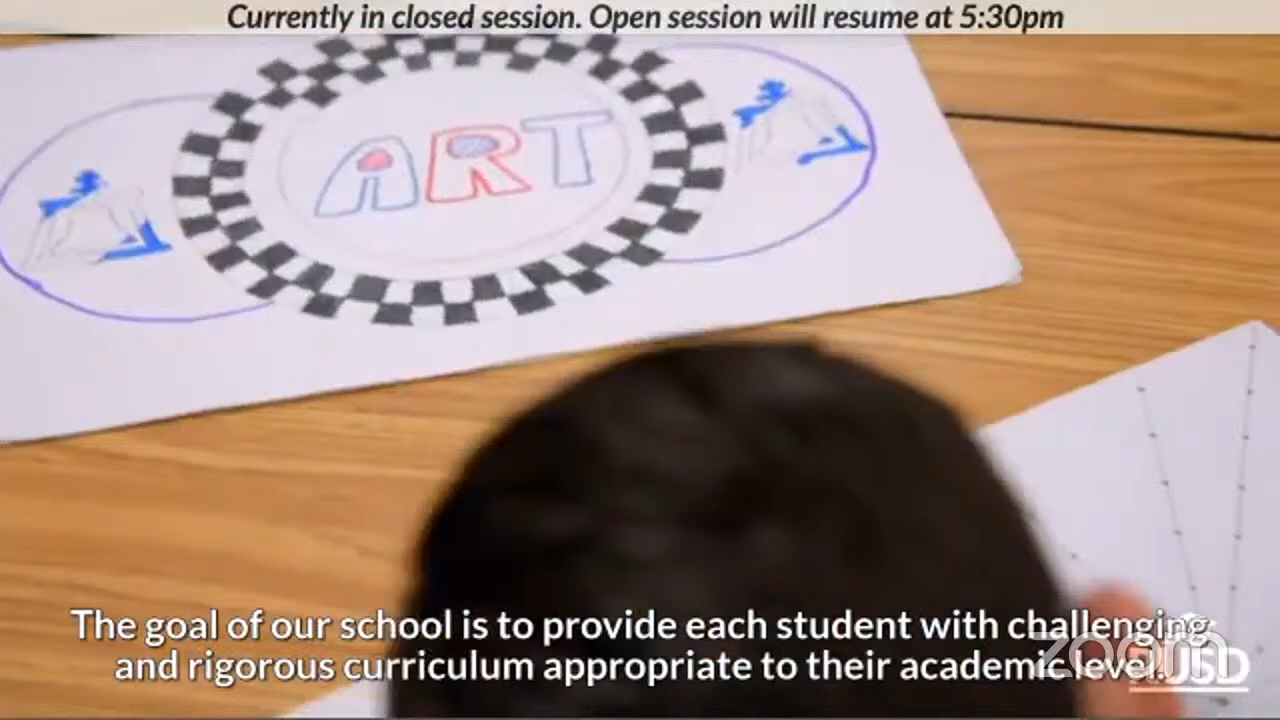 Currently in closed session. Open session will resume at 5:30pm
ART
The goal of our school is to provide each student with challenging
and rigorous curriculum appropriate to their academic level.
zoom